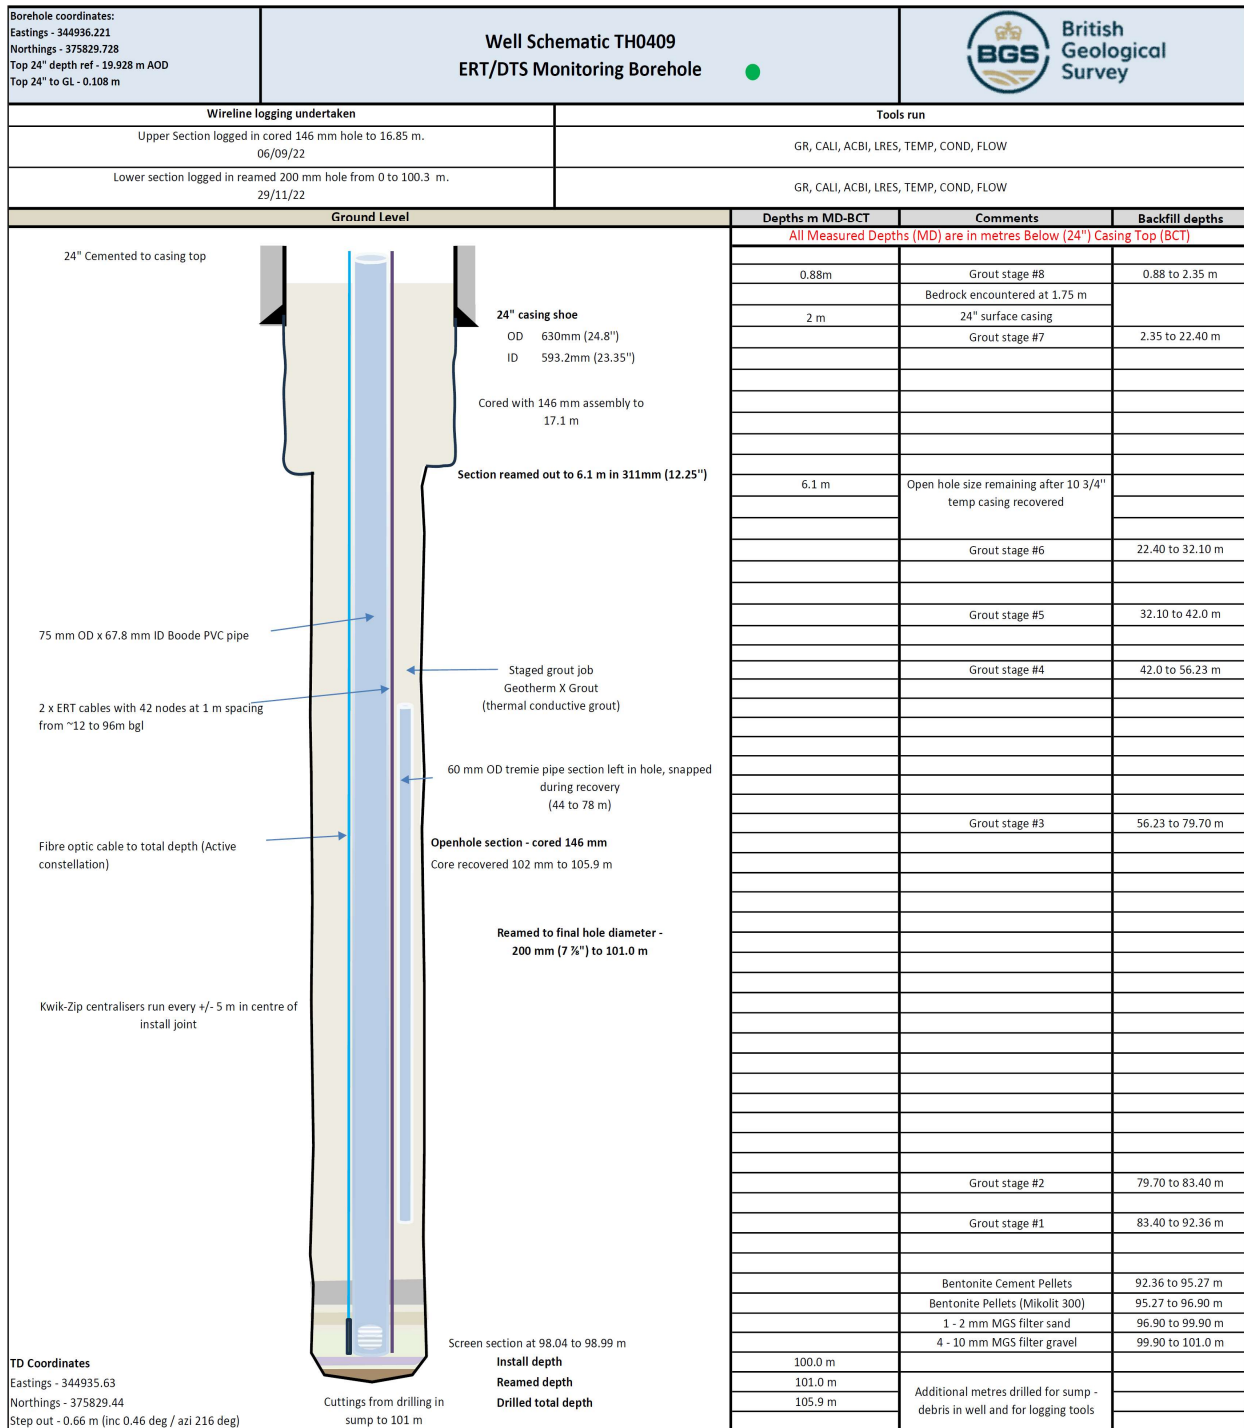 Borehole coordinates:
Eastings - 344936.221
Northings - 375829.728
Top 24" depth ref - 19.928 m AOD
Top 24" to GL - 0.108 m
Well Schematic TH0409
ERT/DTS Monitoring Borehole
BGS
British
Geological
Survey
Wireline logging undertaken
Tools run
Upper Section logged in cored 146 mm hole to 16.85 m.
06/09/22
GR, CALI, ACBI, LRES, TEMP, COND, FLOW
Lower section logged in reamed 200 mm hole from 0 to 100.3  m.
29/11/22
GR, CALI, ACBI, LRES, TEMP, COND, FLOW
Ground Level
Depths m MD-BCT
Comments
Backfill depths
All Measured Depths (MD) are in metres Below (24") Casing Top (BCT)
24" Cemented to casing top
0.88m
Grout stage #8
0.88 to 2.35 m
Bedrock encountered at 1.75 m
24" casing shoe
2 m
24" surface casing
OD 630mm (24.8")
Grout stage #7
2.35 to 22.40 m
ID 593.2mm (23.35")
Cored with 146 mm assembly to
17.1 m
Section reamed out to 6.1 m in 311mm (12.25")
6.1 m
Open hole size remaining after 10 3/4"
temp casing recovered
Grout stage #6
22.40 to 32.10 m
Grout stage #5
32.10 to 42.0 m
75 mm OD x 67.8 mm ID Boode PVC pipe
Staged grout job
Geotherm X Grout
(thermal conductive grout)
Grout stage #4
42.0 to 56.23 m
2 x ERT cables with 42 nodes at 1 m spacing
from ~12 to 96m bgl
60 mm OD tremie pipe section left in hole, snapped
during recovery
(44 to 78 m)
Grout stage #3
56.23 to 79.70 m
Fibre optic cable to total depth (Active
constellation)
Openhole section - cored 146 mm
Core recovered 102 mm to 105.9 m
Reamed to final hole diameter -
200 mm (7 ⅞") to 101.0 m
Kwik-Zip centralisers run every +/- 5 m in centre of
install joint
Grout stage #2
79.70 to 83.40 m
Grout stage #1
83.40 to 92.36 m
Bentonite Cement Pellets
92.36 to 95.27 m
Bentonite Pellets (Mikolit 300)
95.27 to 96.90 m
1 - 2 mm MGS filter sand
96.90 to 99.90 m
Screen section at 98.04 to 98.99 m
4 - 10 mm MGS filter gravel
99.90 to 101.0 m
TD Coordinates
Eastings - 344935.63
Northings - 375829.44
Step out - 0.66 m (inc 0.46 deg / azi 216 deg)
Cuttings from drilling in
sump to 101 m
Install depth
100.0 m
Reamed depth
101.0 m
Drilled total depth
105.9 m
Additional metres drilled for sump -
debris in well and for logging tools